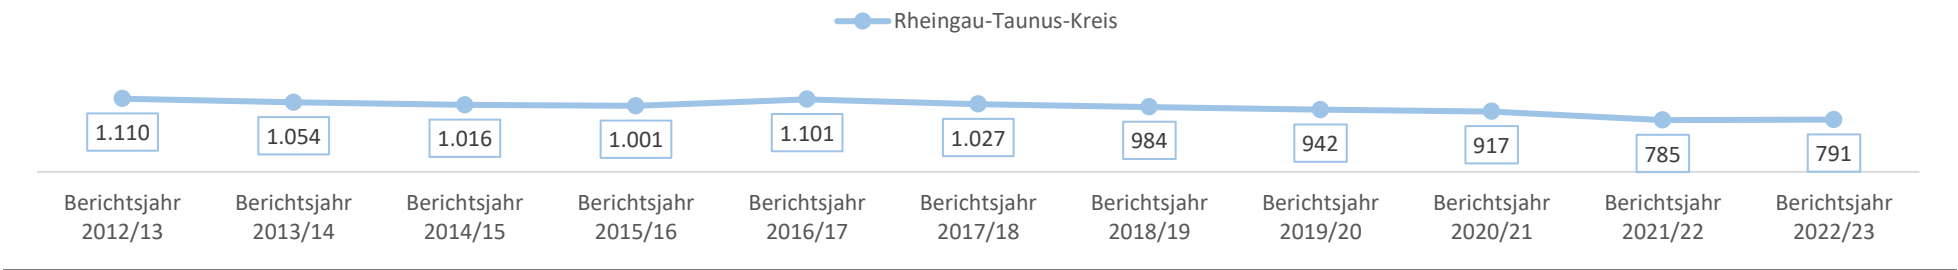 Rheingau-Taunus-Kreis
1.110 1.054 1.016 1.001 1.101 1.027 984 942 917 785 791
Berichtsjahr Berichtsjahr Berichtsjahr Berichtsjahr Berichtsjahr Berichtsjahr Berichtsjahr Berichtsjahr Berichtsjahr Berichtsjahr Berichtsjahr
2012/13 2013/14 2014/15 2015/16 2016/17 2017/18 2018/19 2019/20 2020/21 2021/22 2022/23